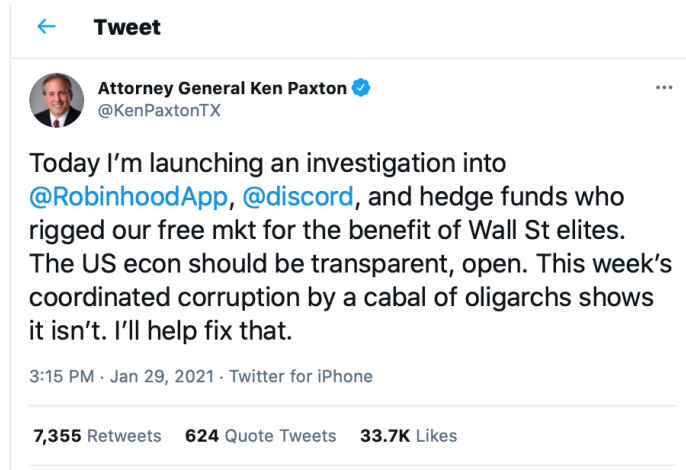 Tweet
Attorney General Ken Paxton
@KenPaxtonTX
Today I’m launching an investigation into
@RobinhoodApp, @discord, and hedge funds who
rigged our free mkt for the benefit of Wall St elites.
The US econ should be transparent, open. This week’s
coordinated corruption by a cabal of oligarchs shows
it isn’t. I’ll help fix that.
3:15 PM · Jan 29, 2021 · Twitter for iPhone
7,355 Retweets 624 Quote Tweets 33.7K Likes